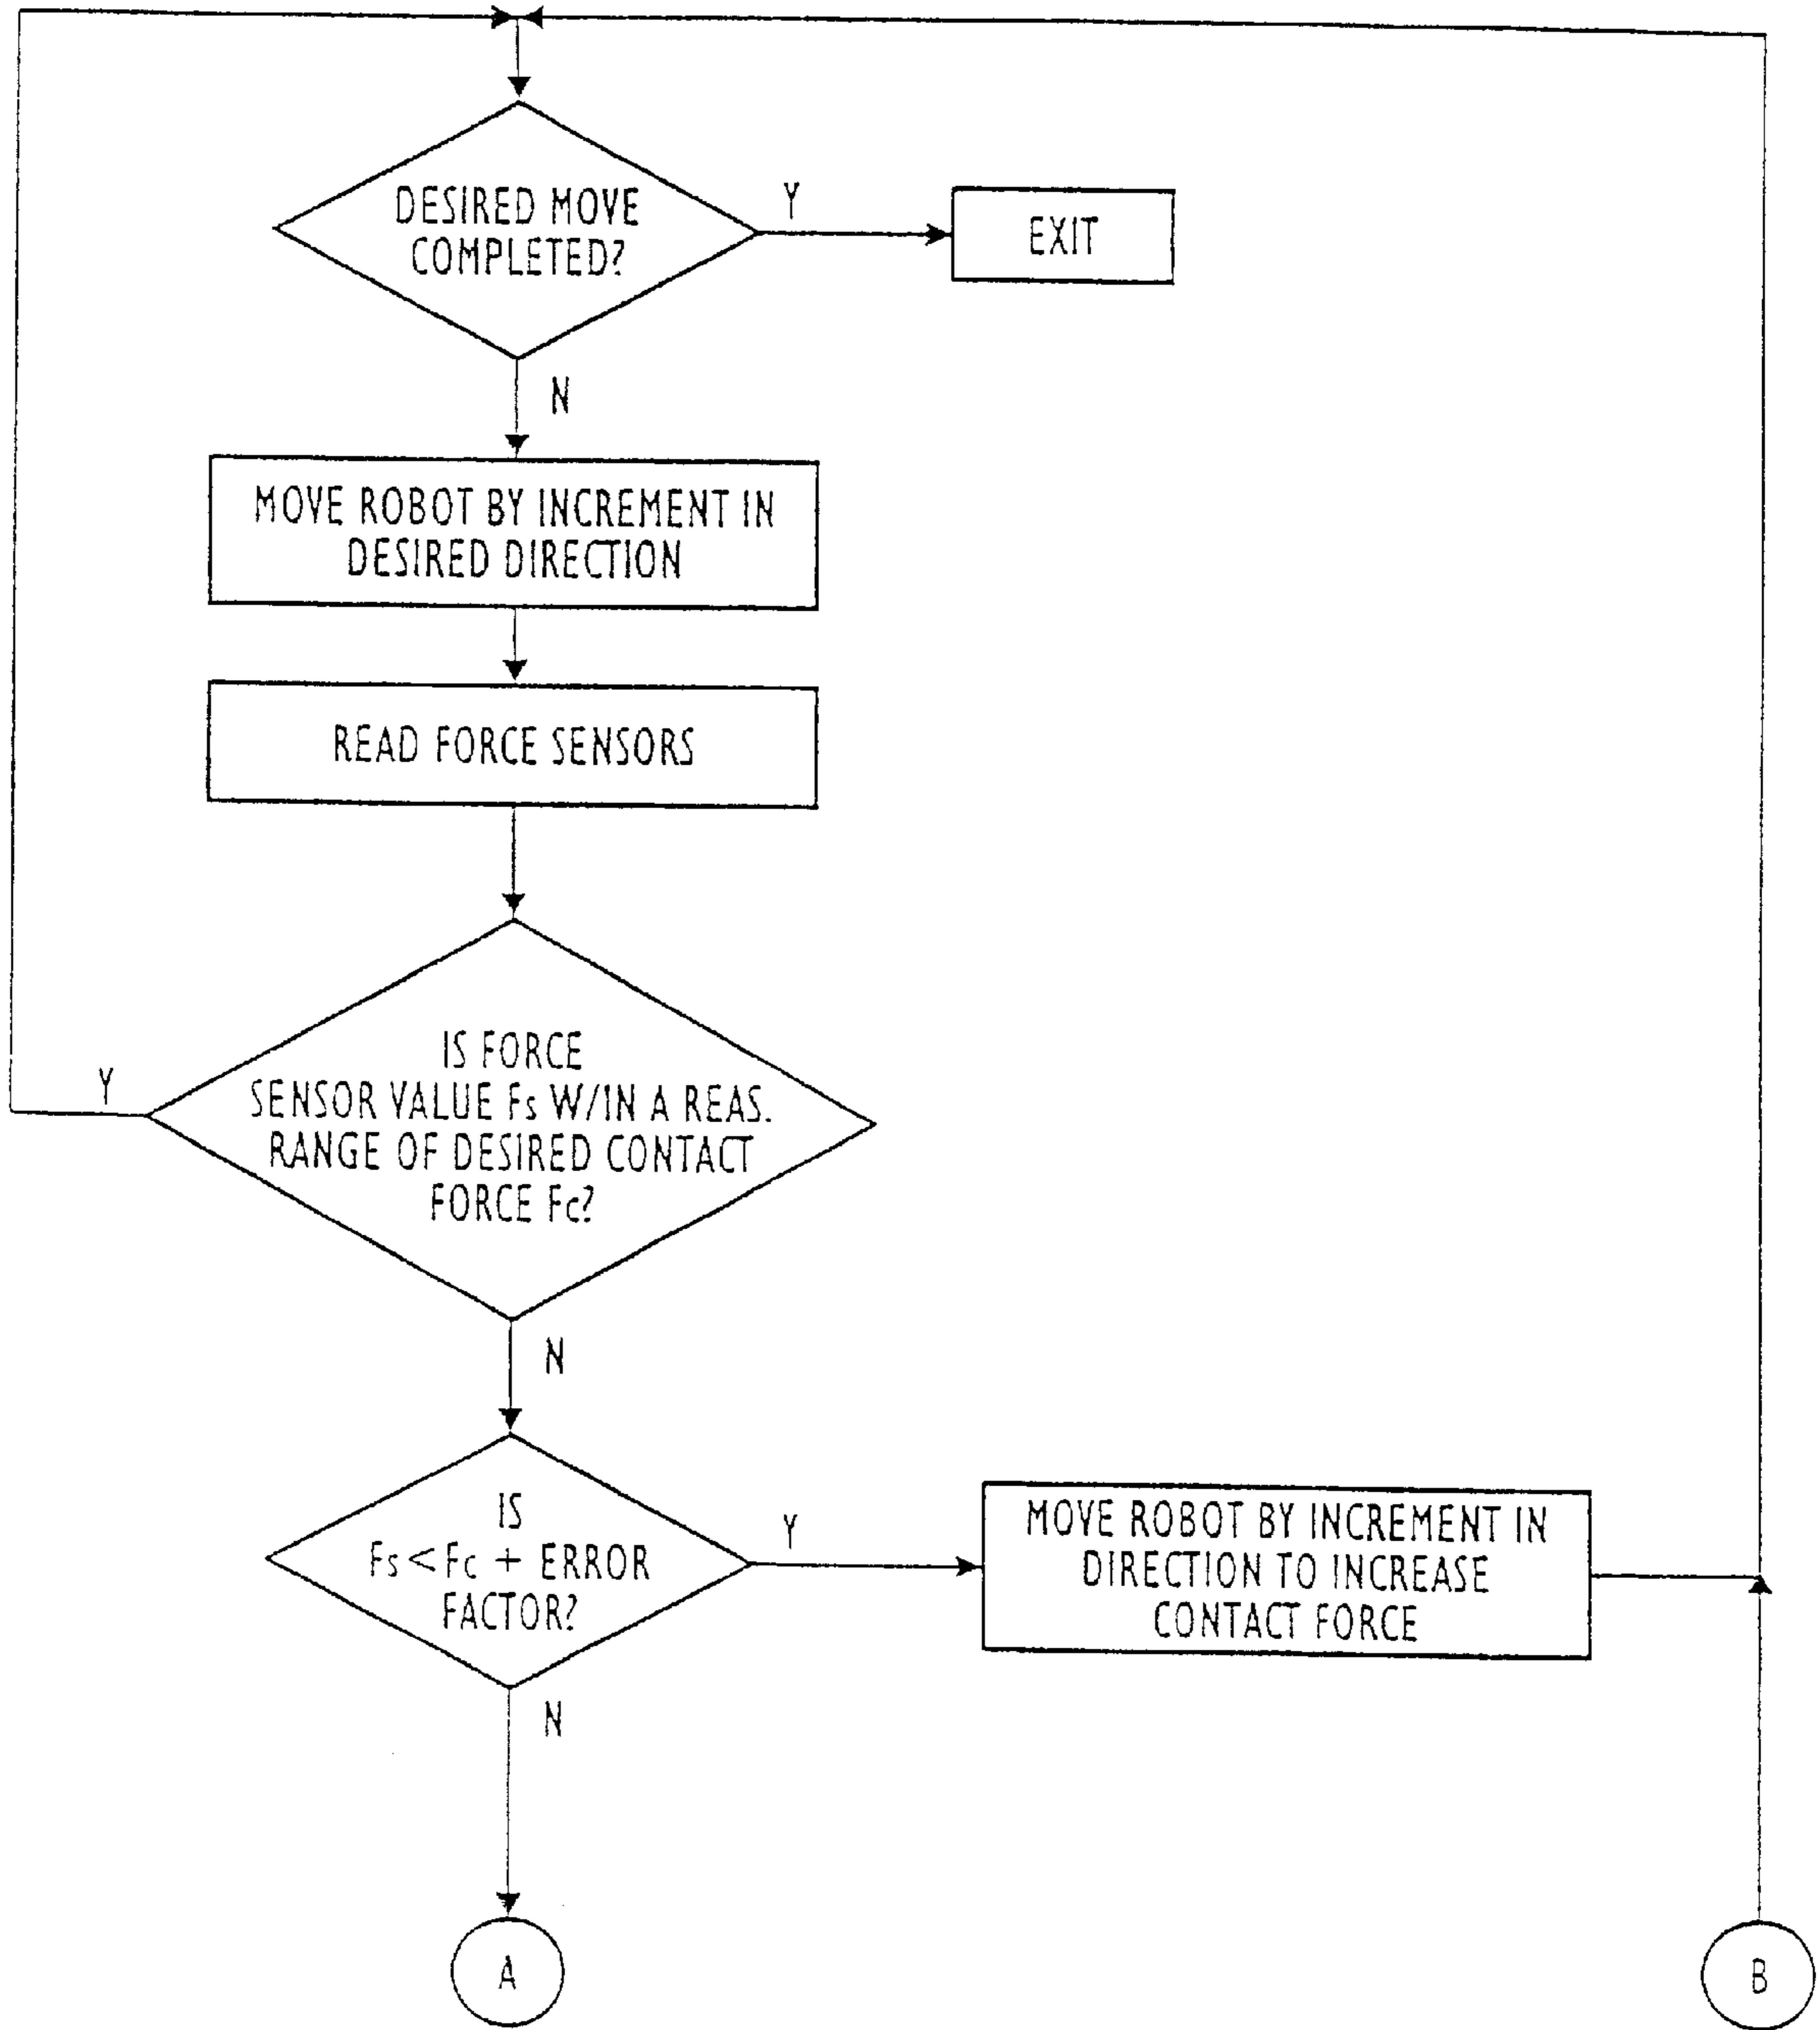 DESIRED MOVE
COMPLETED?
Y
EXIT
N
MOVE ROBOT BY INCREMENT IN
DESIRED DIRECTION
READ FORCE SENSORS
IS FORCE
SENSOR VALUE Fs W/IN A REAS.
RANGE OF DESIRED CONTACT
FORCE Fc?
Y
N
IS
Fs < Fc + ERROR
FACTOR?
Y
MOVE ROBOT BY INCREMENT IN
DIRECTION TO INCREASE
CONTACT FORCE
N
A
B